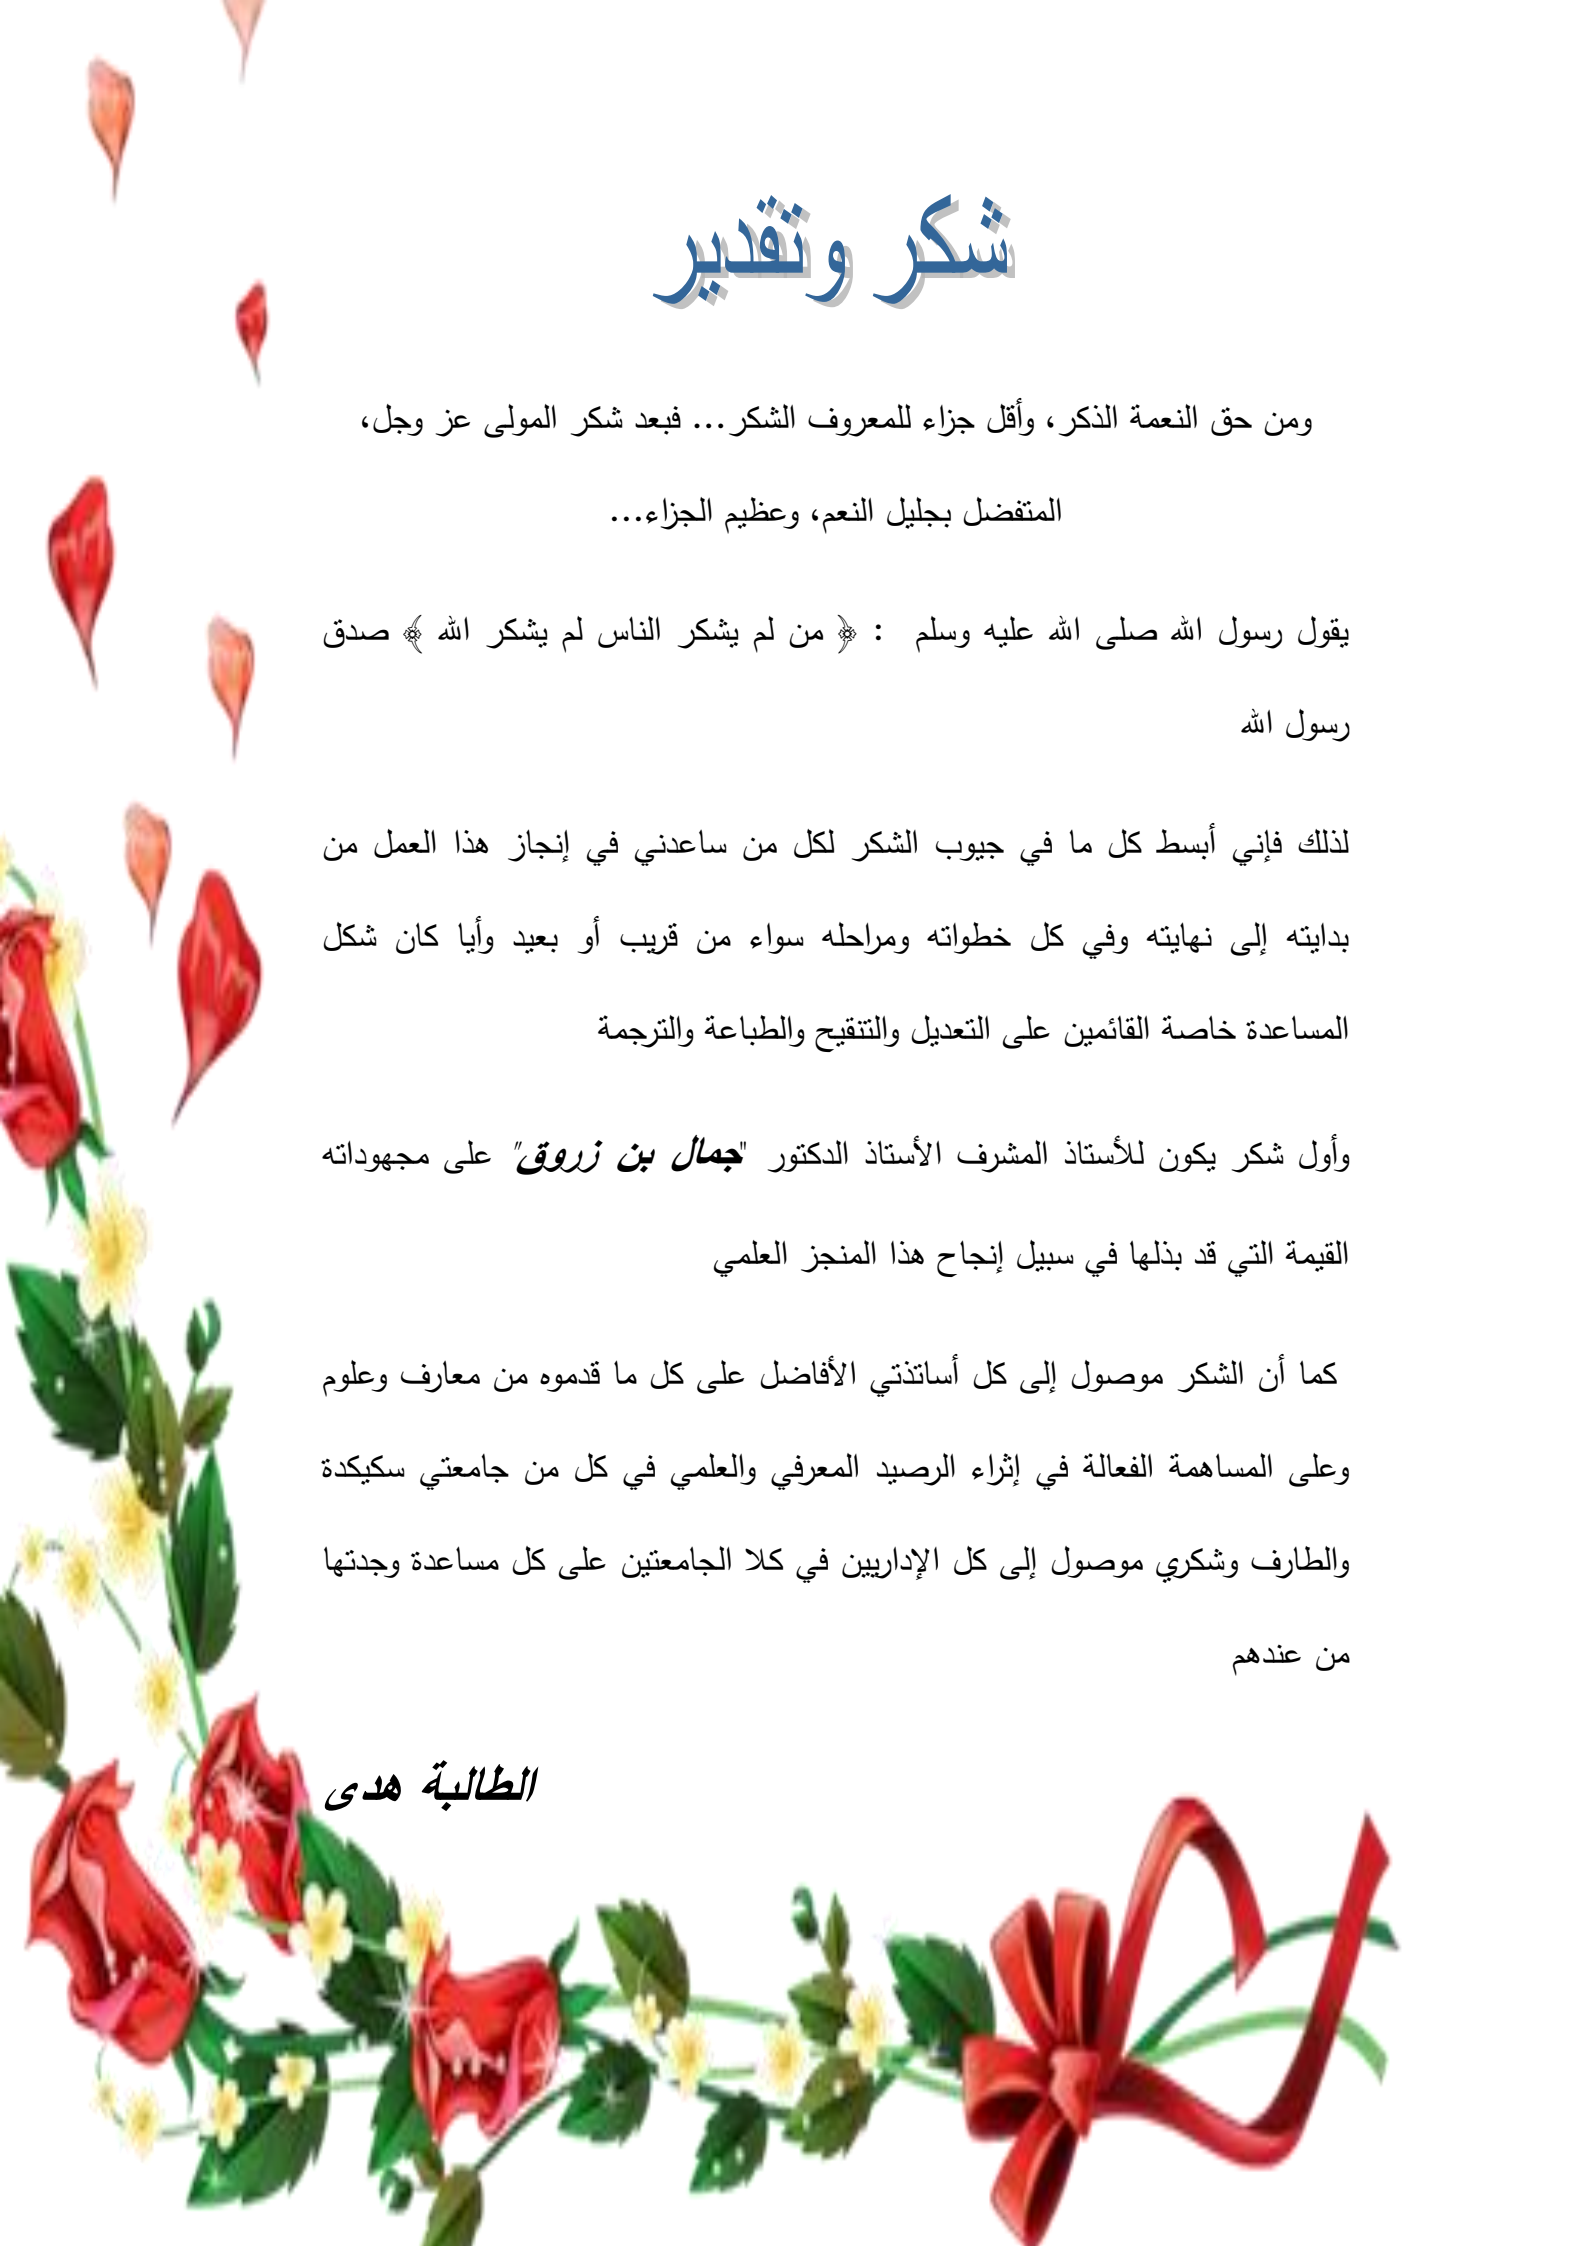 شكر وتقدير
ومن حق النعمة الذكر، وأقل جزاء للمعروف الشكر... فبعد شكر المولى عز وجل،
المتفضل بجليل النعم، وعظيم الجزاء...
يقول رسول الله صلى الله عليه وسلم : ﴿ من لم يشكر الناس لم يشكر الله ﴾ صدق
رسول الله
لذلك فإني أبسط كل ما في جيوب الشكر لكل من ساعدني في إنجاز هذا العمل من
بدايته إلى نهايته وفي كل خطواته ومراحله سواء من قريب أو بعيد وأيا كان شكل
المساعدة خاصة القائمين على التعديل والتنقيح والطباعة والترجمة
وأول شكر يكون للأستاذ المشرف الأستاذ الدكتور "جمال بن زروق" على مجهوداته
القيمة التي قد بذلها في سبيل إنجاح هذا المنجز العلمي
كما أن الشكر موصول إلى كل أساتذتي الأفاضل على كل ما قدموه من معارف وعلوم
وعلى المساهمة الفعالة في إثراء الرصيد المعرفي والعلمي في كل من جامعتي سكيكدة
والطارف وشكري موصول إلى كل الإداريين في كلا الجامعتين على كل مساعدة وجدتها
من عندهم
الطالبة هدى